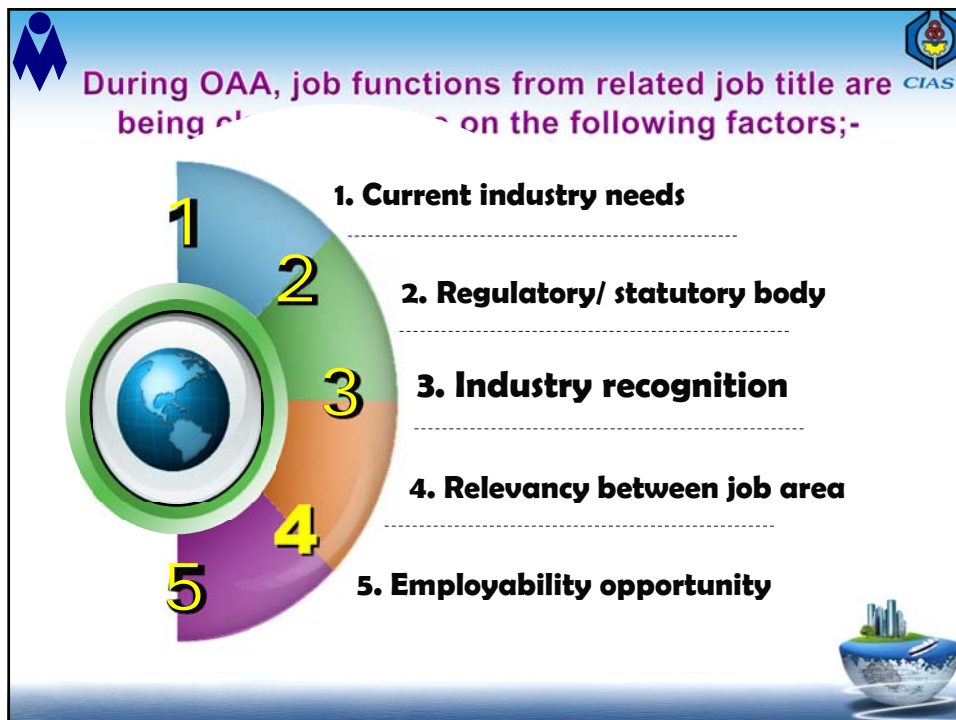 During OAA, job functions from related job title are
being on the following factors;-
CIAST
1
1. Current industry needs
2
2. Regulatory/ statutory body
3
3. Industry recognition
4
4. Relevancy between job area
5
5. Employability opportunity